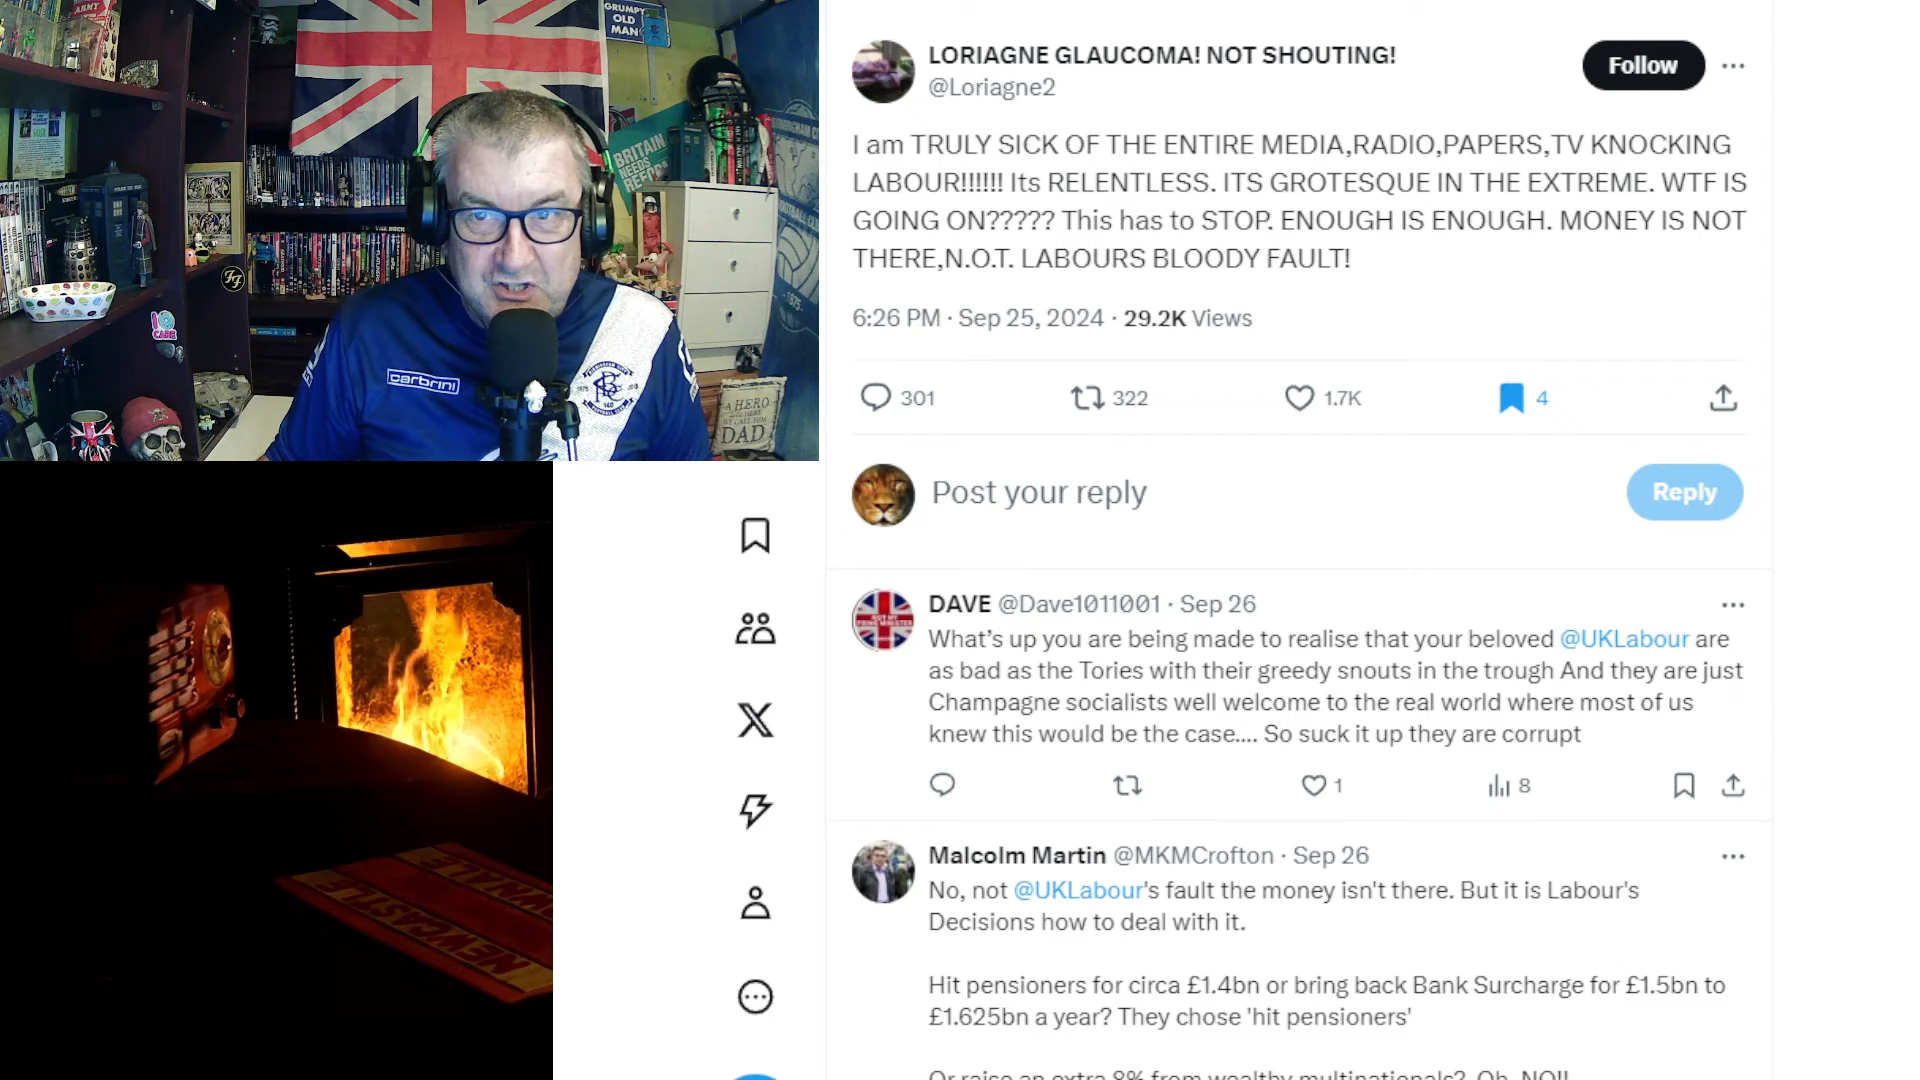 ARMY
GRUMPY
OLD
MAN
BRITAIN
NEEDS
REFORM
carbrini
A HERO
WE CALL HIM
DAD
LORIAGNE GLAUCOMA! NOT SHOUTING!
@Loriagne2
Follow
I am TRULY SICK OF THE ENTIRE MEDIA,RADIO,PAPERS,TV KNOCKING
LABOUR!!!!!! Its RELENTLESS. ITS GROTESQUE IN THE EXTREME. WTF IS
GOING ON????? This has to STOP. ENOUGH IS ENOUGH. MONEY IS NOT
THERE,N.O.T. LABOURS BLOODY FAULT!
6:26 PM · Sep 25, 2024 · 29.2K Views
301 322 1.7K 4
Post your reply
Reply
DAVE @Dave1011001 · Sep 26
What’s up you are being made to realise that your beloved @UKLabour are
as bad as the Tories with their greedy snouts in the trough And they are just
Champagne socialists well welcome to the real world where most of us
knew this would be the case.... So suck it up they are corrupt
1 8
Malcolm Martin @MKMCrofton · Sep 26
No, not @UKLabour's fault the money isn't there. But it is Labour's
Decisions how to deal with it.
Hit pensioners for circa £1.4bn or bring back Bank Surcharge for £1.5bn to
£1.625bn a year? They chose 'hit pensioners'
Or raise an extra 8% from wealthy multinationals? Oh, NO!!
NEWCASTLE